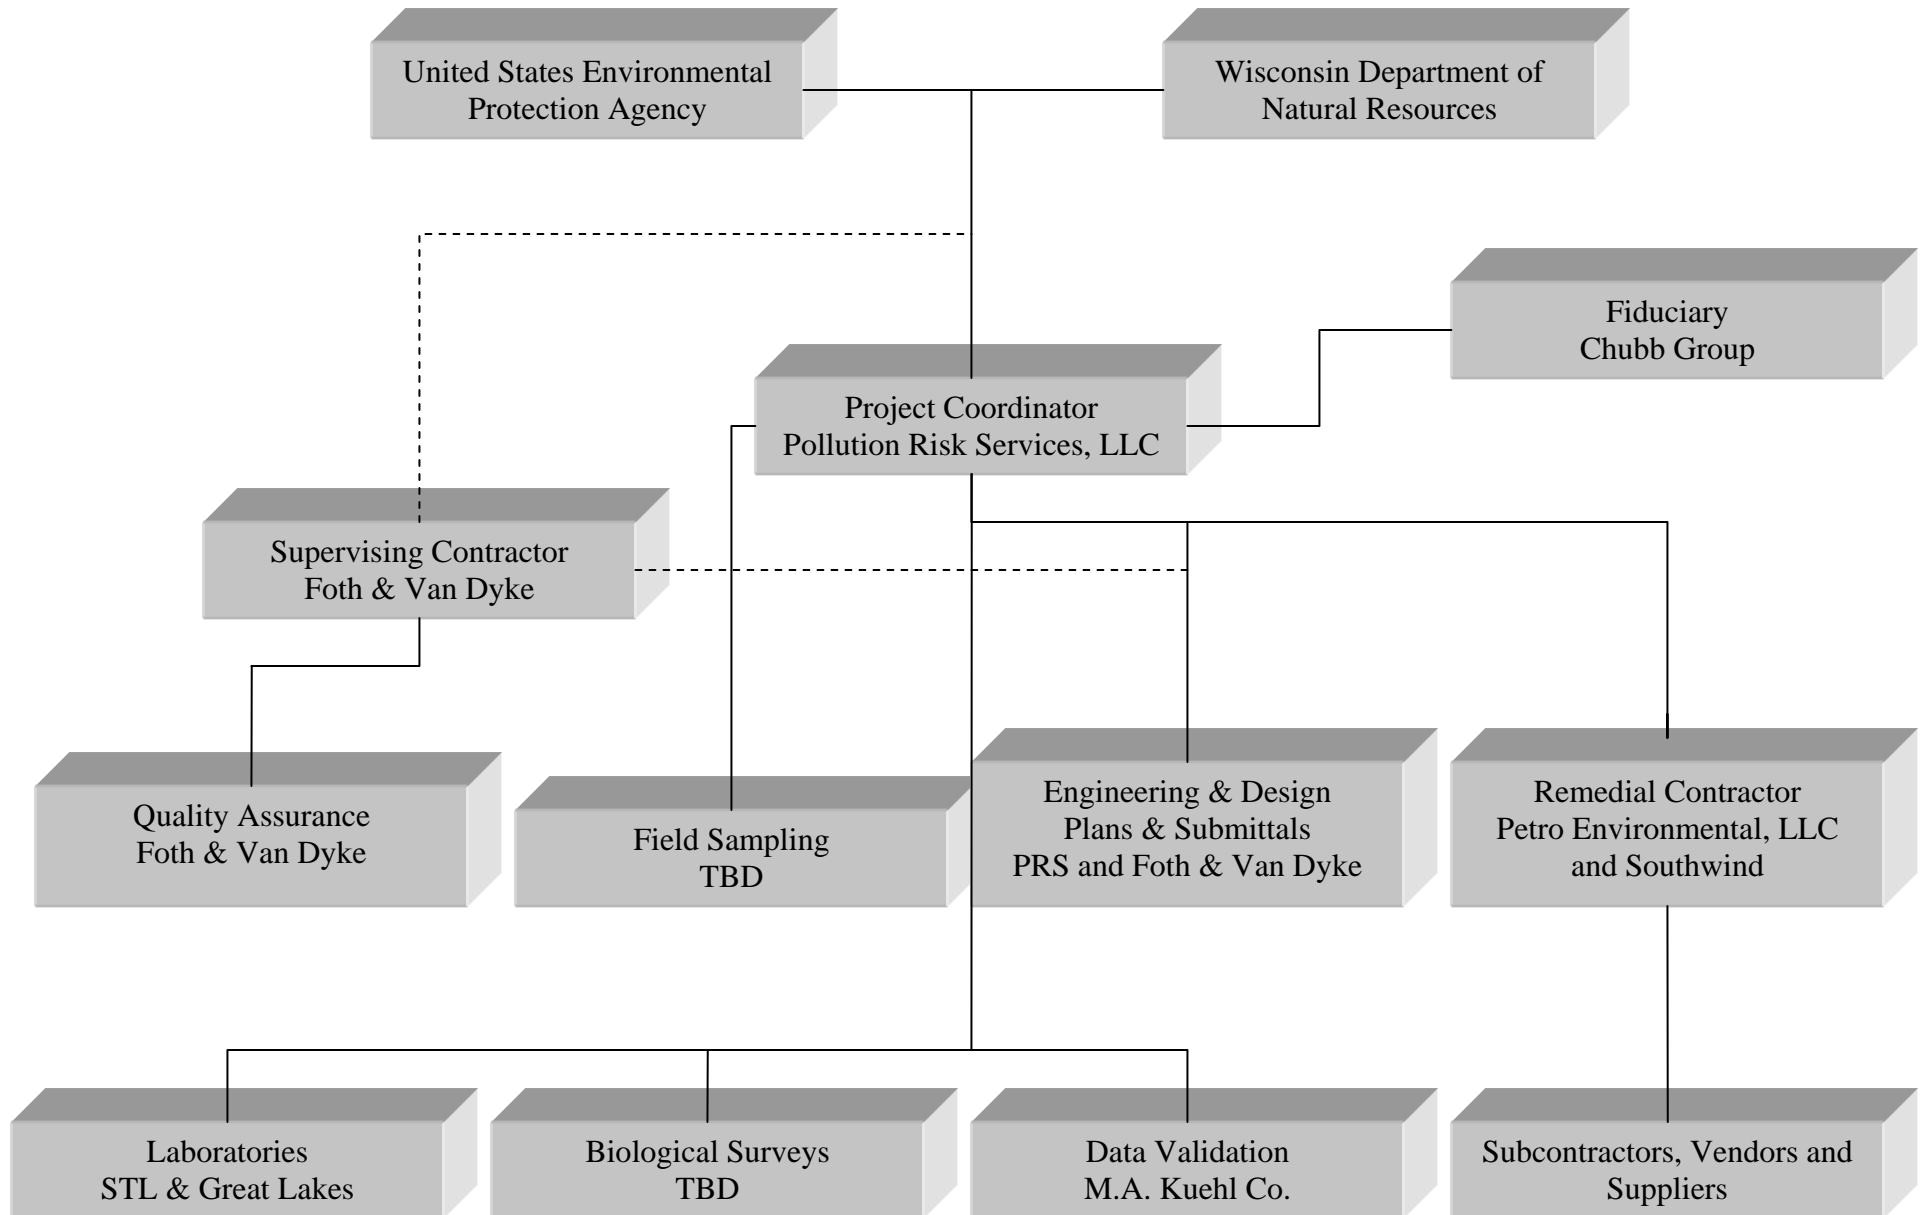 United States Environmental
Protection Agency
Wisconsin Department of
Natural Resources
Fiduciary
Chubb Group
Project Coordinator
Pollution Risk Services, LLC
Supervising Contractor
Foth & Van Dyke
Quality Assurance
Foth & Van Dyke
Field Sampling
TBD
Engineering & Design
Plans & Submittals
PRS and Foth & Van Dyke
Remedial Contractor
Petro Environmental, LLC
and Southwind
Laboratories
STL & Great Lakes
Biological Surveys
TBD
Data Validation
M.A. Kuehl Co.
Subcontractors, Vendors and
Suppliers